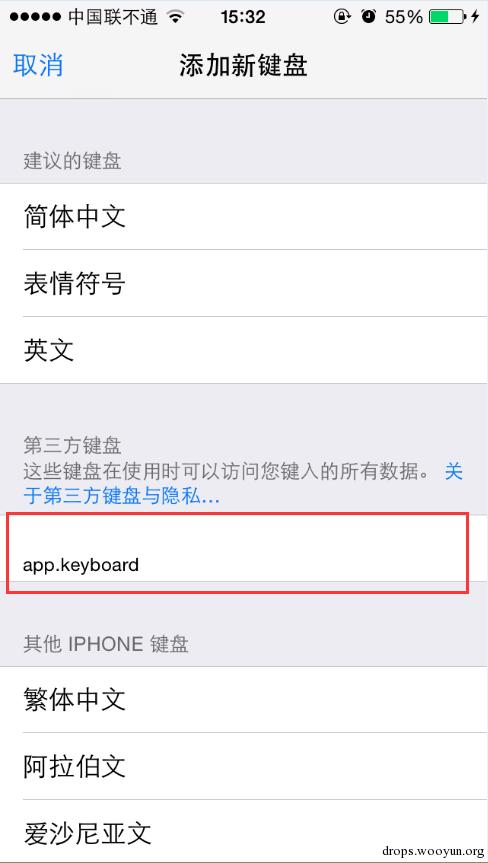 中国联不通 15:32 55%
取消 添加新键盘
建议的键盘
简体中文
表情符号
英文
第三方键盘
这些键盘在使用时可以访问您键入的所有数据。 关
于第三方键盘与隐私...
app.keyboard
其他 IPHONE 键盘
繁体中文
阿拉伯文
爱沙尼亚文
drops.wooyun.org